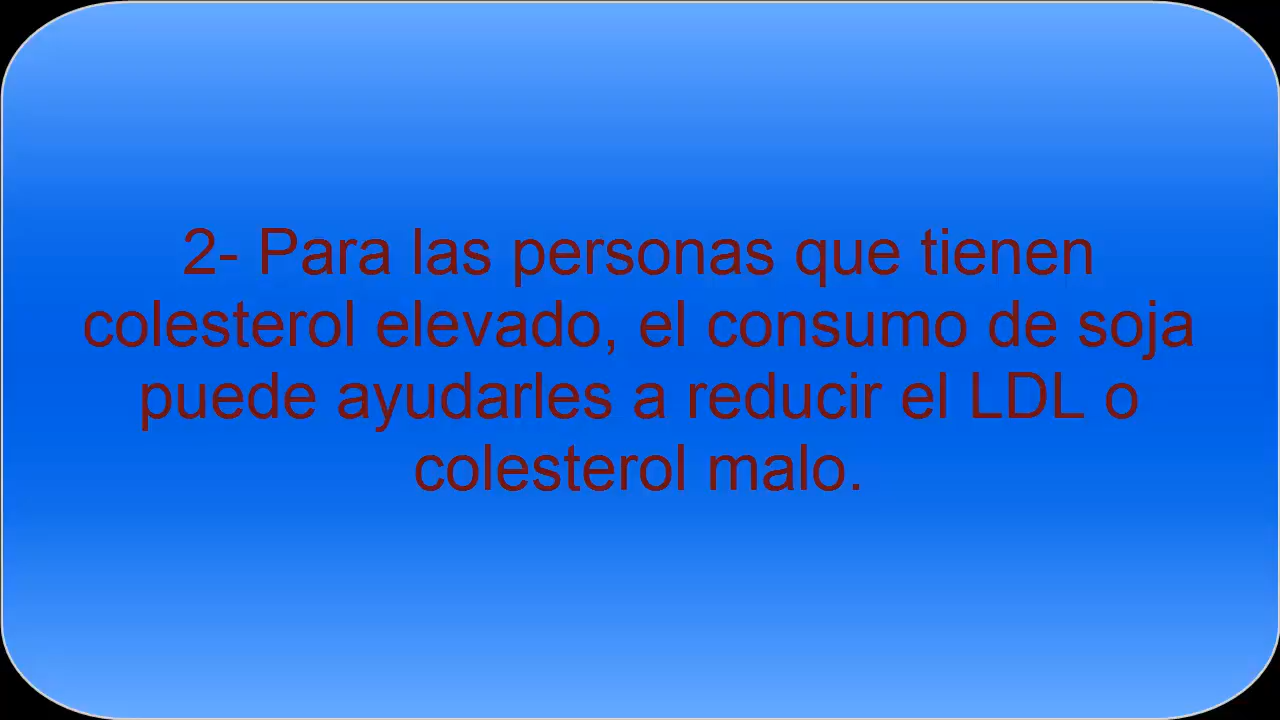 2- Para las personas que tienen
colesterol elevado, el consumo de soja
puede ayudarles a reducir el LDL o
colesterol malo.